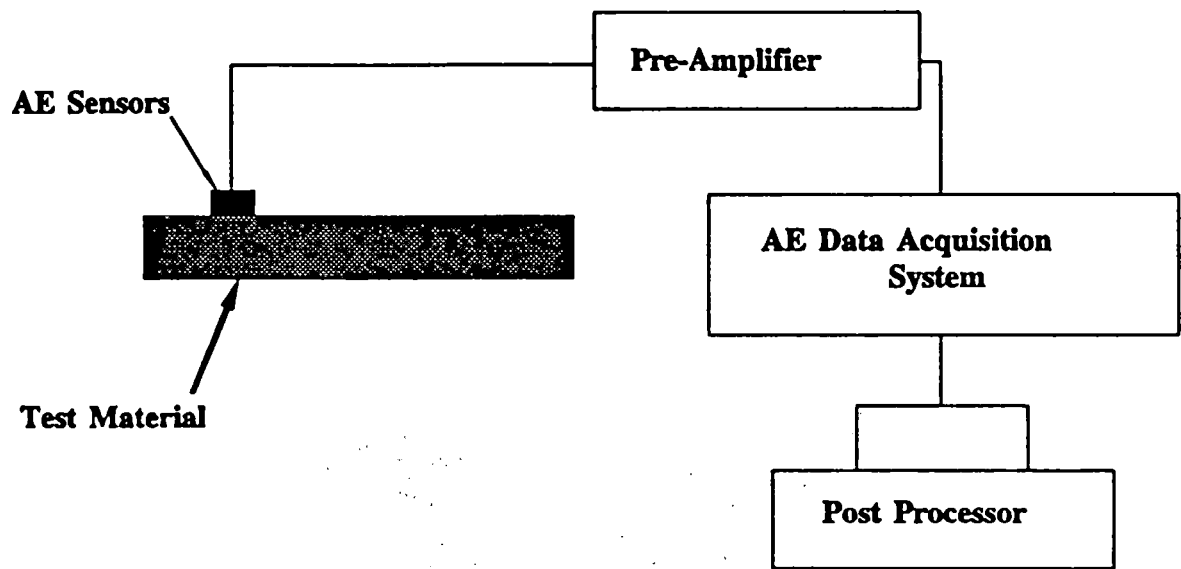 Pre-Amplifier
AE Sensors
AE Data Acquisition
System
Test Material
Post Processor